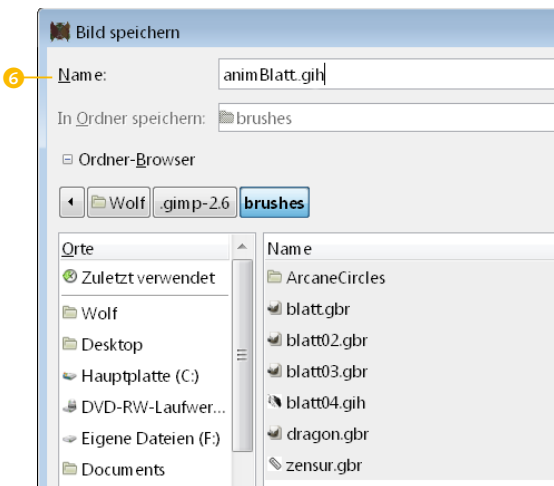 Bild speichern
6 Name: animBlatt.gih
In Ordner speichern: brushes
Ordner-Browser
Wolf .gimp-2.6 brushes
Orte Name
Zuletzt verwendet ArcaneCircles
Wolf blatt.gbr
Desktop blatt02.gbr
Hauptplatte (C:) blatt03.gbr
DVD-RW-Laufwer... blatt04.gih
Eigene Dateien (F:) dragon.gbr
Documents zensur.gbr